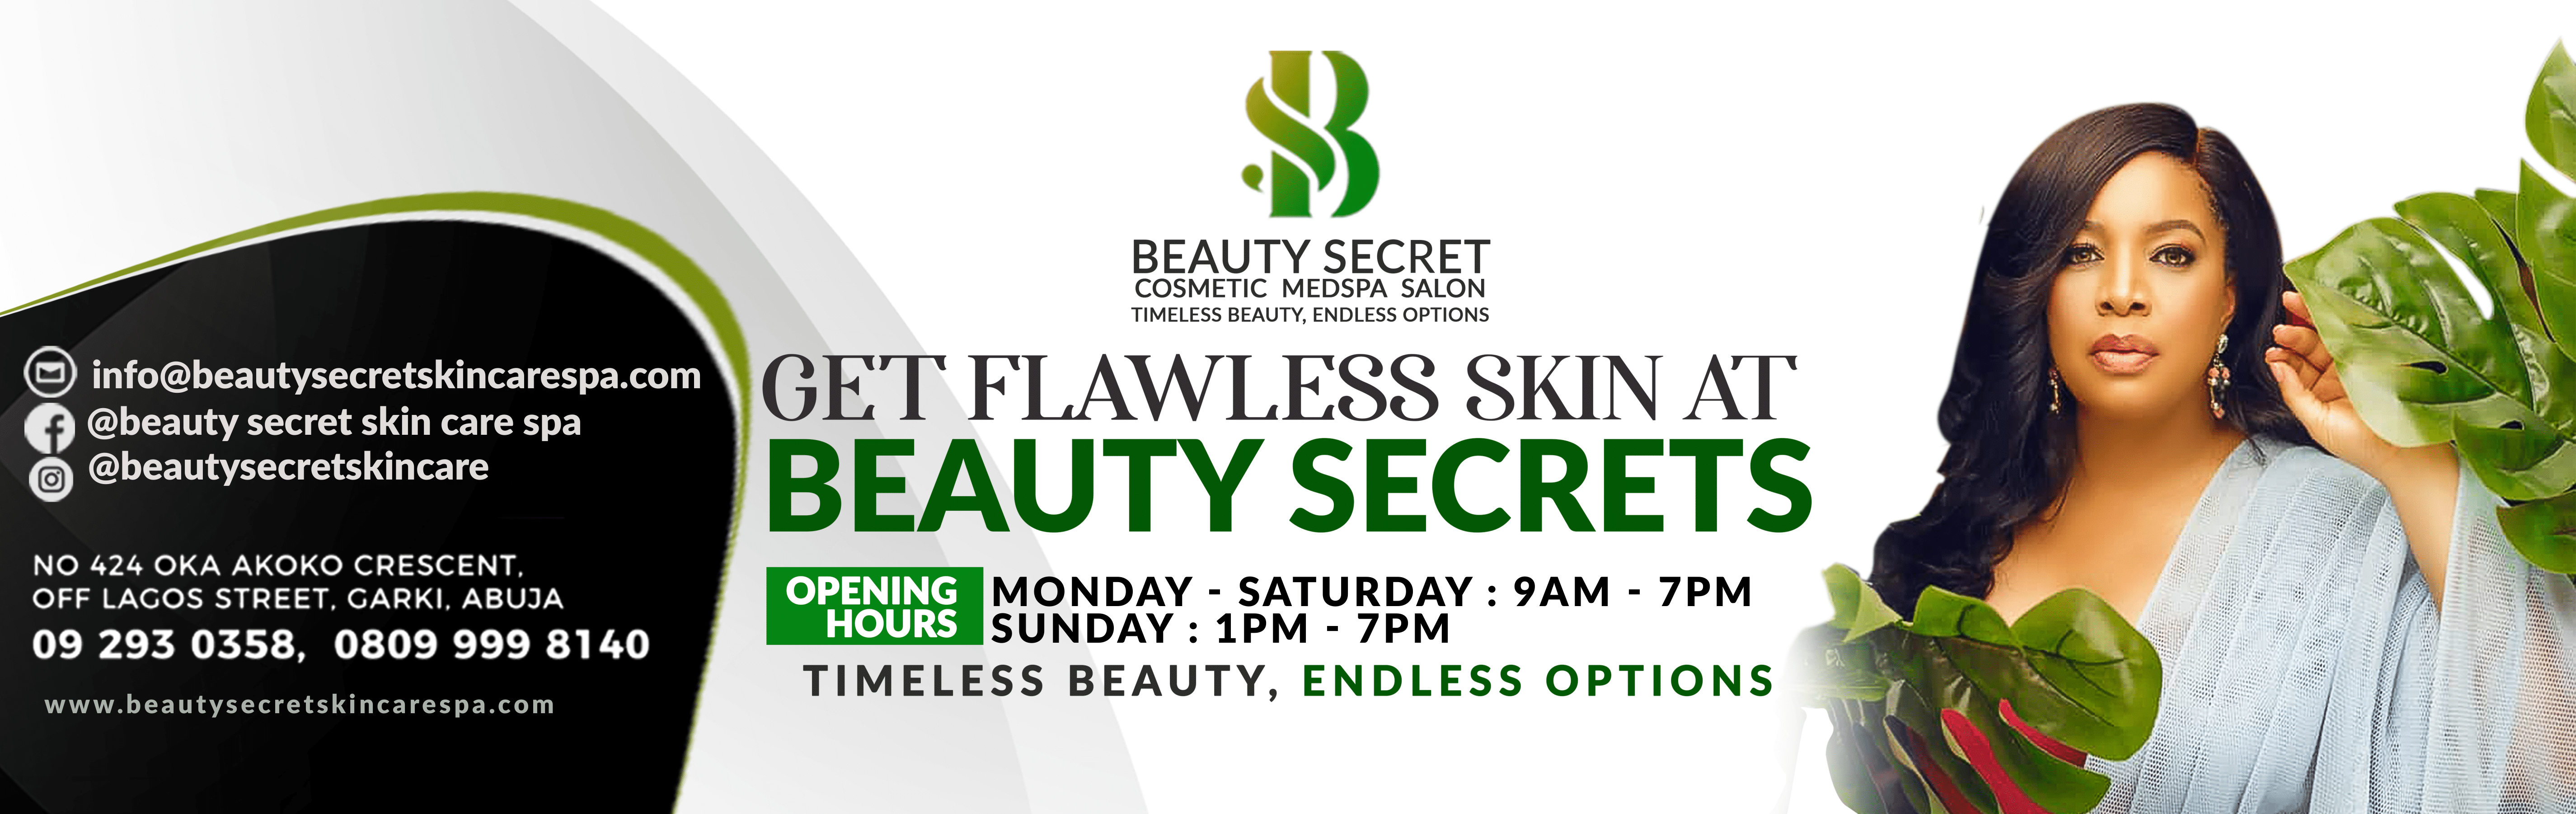 BEAUTY SECRET
COSMETIC MEDSPA SALON
TIMELESS BEAUTY, ENDLESS OPTIONS
GET FLAWLESS SKIN AT
BEAUTY SECRETS
OPENING HOURS
MONDAY - SATURDAY : 9AM - 7PM
SUNDAY : 1PM - 7PM
TIMELESS BEAUTY, ENDLESS OPTIONS
info@beautysecretskincarespa.com
@beauty secret skin care spa
@beautysecretskincare
NO 424 OKA AKOKO CRESCENT,
OFF LAGOS STREET, GARKI, ABUJA
09 293 0358, 0809 999 8140
www.beautysecretskincarespa.com